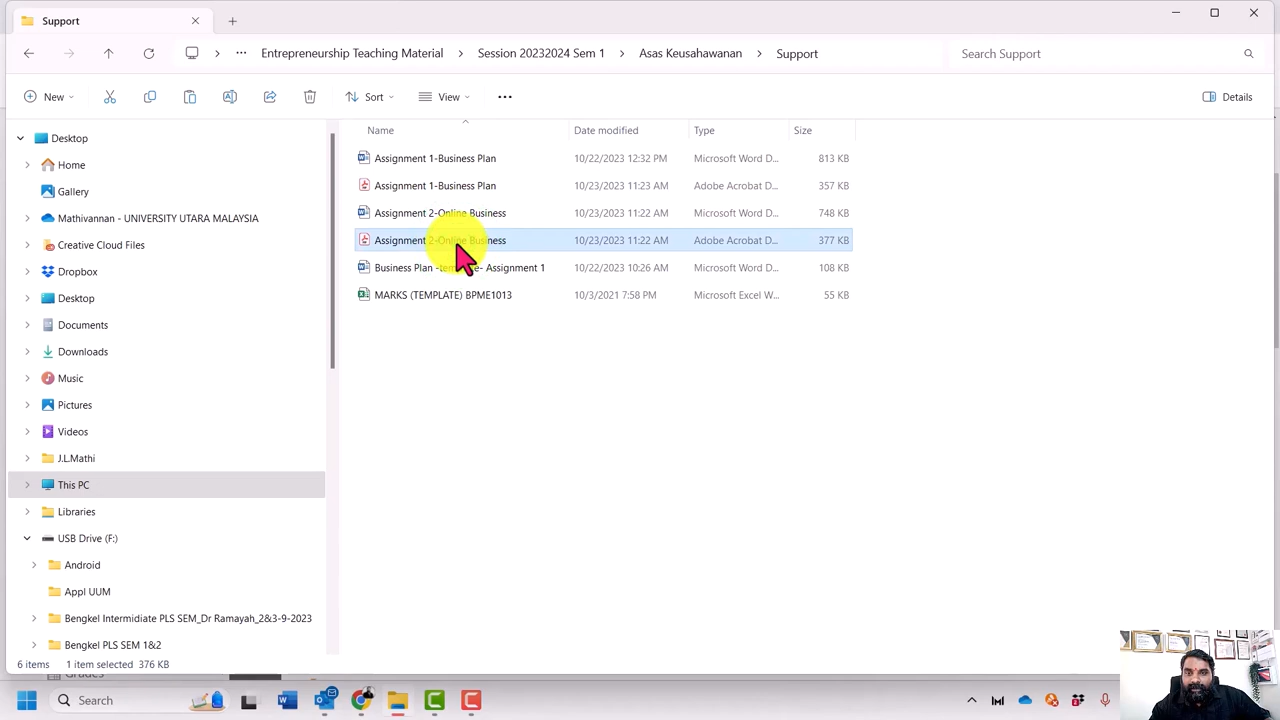 Support
Entrepreneurship Teaching Material
Session 20232024 Sem 1
Asas Keusahawanan
Support
Search Support
New
Sort
View
Details
Name
Date modified
Type
Size
Assignment 1-Business Plan
10/22/2023 12:32 PM
Microsoft Word D...
813 KB
Assignment 1-Business Plan
10/23/2023 11:23 AM
Adobe Acrobat D...
357 KB
Assignment 2-Online Business
10/23/2023 11:22 AM
Microsoft Word D...
748 KB
Assignment 2-Online Business
10/23/2023 11:22 AM
Adobe Acrobat D...
377 KB
Business Plan - Assignment 1
10/22/2023 10:26 AM
Microsoft Word D...
108 KB
MARKS (TEMPLATE) BPME1013
10/3/2021 7:58 PM
Microsoft Excel W...
55 KB
Desktop
Home
Gallery
Mathivannan - UNIVERSITY UTARA MALAYSIA
Creative Cloud Files
Dropbox
Desktop
Documents
Downloads
Music
Pictures
Videos
J.L.Mathi
This PC
Libraries
USB Drive (F:)
Android
Appl UUM
Bengkel Intermidiate PLS SEM_Dr Ramayah_2&3-9-2023
Bengkel PLS SEM 1&2
6 items
1 item selected 376 KB
Grades
Search